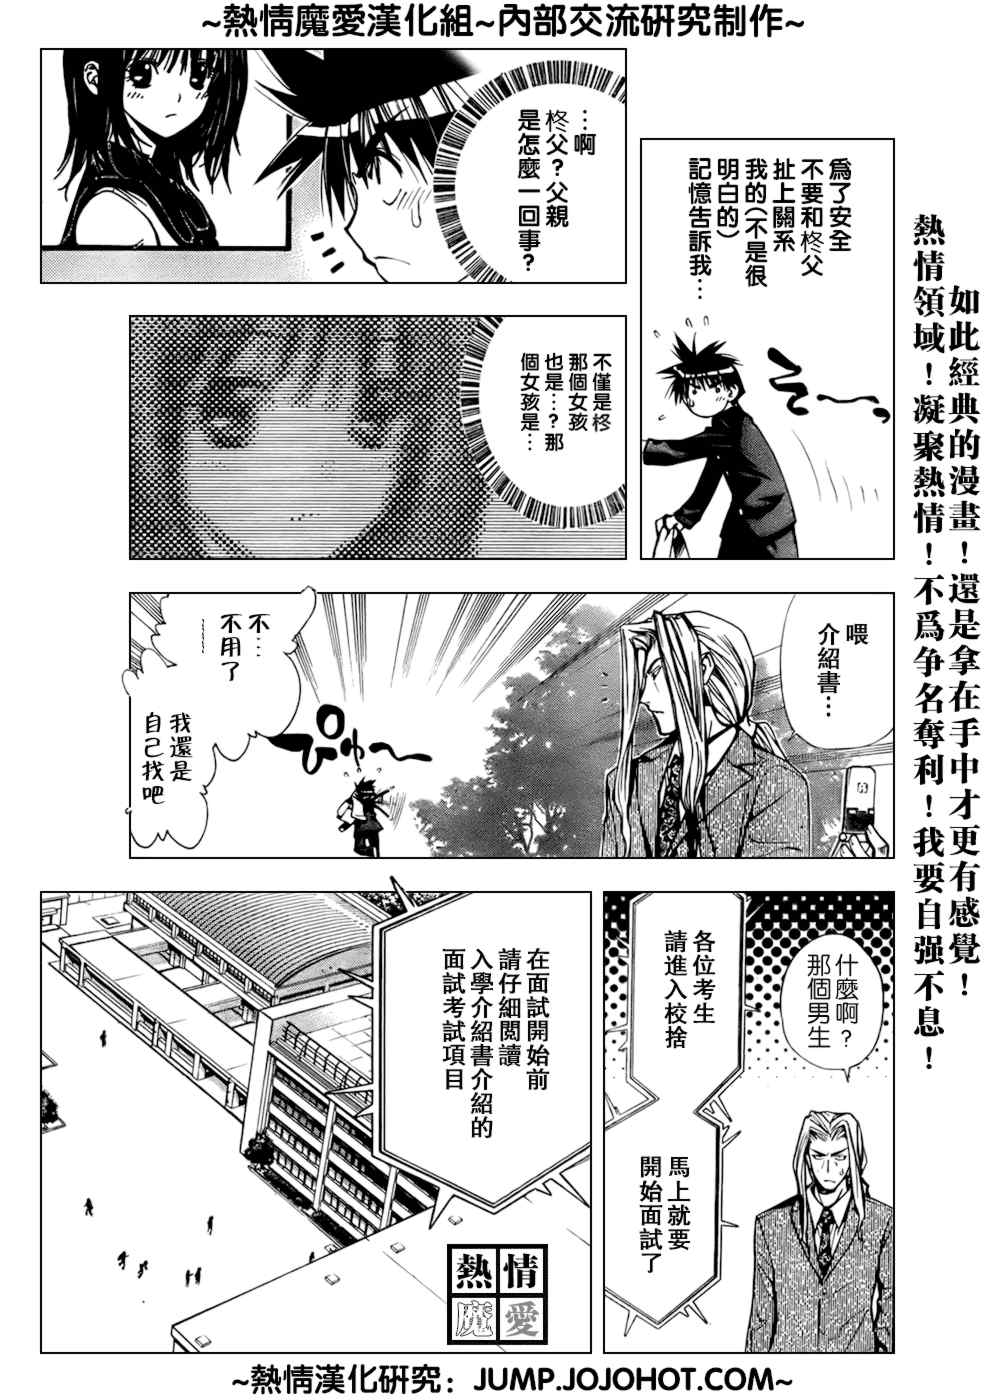 ~熱情魔愛漢化組~內部交流研究制作~
為了安全
不要和柊父
扯上關系
我的(不是很
明白的)
記憶告訴我…
…啊
柊父？父親
是怎麼一回事？
不僅是柊
那個女孩
也是…？那
個女孩是…
喂
介紹書…
不…
不用了
……
我還是
自己找吧
ぴゅ〜
什麼啊？
那個男生
各位考生
請進入校捨
馬上就要
開始面試了
在面試開始前
請仔細閱讀
入學介紹書介紹的
面試考試項目
如此經典的漫畫！還是拿在手中才更有感覺！
熱情領域！凝聚熱情！不爲争名奪利！我要自强不息！
熱情
魔愛
~熱情漢化研究：JUMP.JOJOHOT.COM~